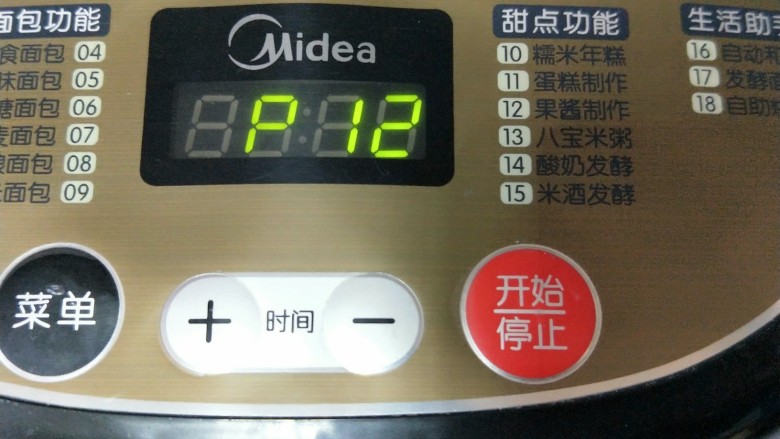 面包功能
食面包 04
味面包 05
糖面包 06
麦面包 07
面包 08
面包 09
Midea
P 12
甜点功能
10 糯米年糕
11 蛋糕制作
12 果酱制作
13 八宝米粥
14 酸奶发酵
15 米酒发酵
生活助手
16 自动和
17 发酵
18 自助
菜单
+ 时间 −
开始
停止